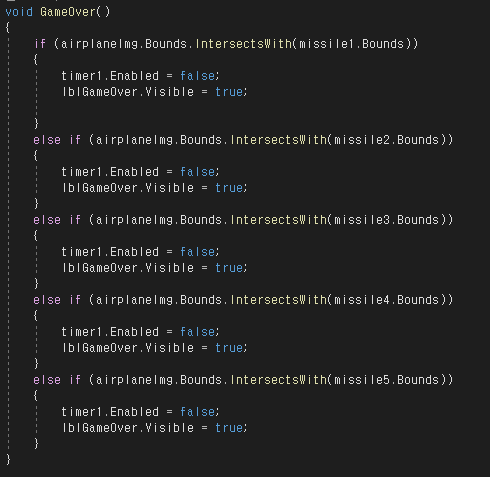 void GameOver()
{
if (airplaneImg.Bounds.IntersectsWith(missile1.Bounds))
{
timer1.Enabled = false;
lblGameOver.Visible = true;
}
else if (airplaneImg.Bounds.IntersectsWith(missile2.Bounds))
{
timer1.Enabled = false;
lblGameOver.Visible = true;
}
else if (airplaneImg.Bounds.IntersectsWith(missile3.Bounds))
{
timer1.Enabled = false;
lblGameOver.Visible = true;
}
else if (airplaneImg.Bounds.IntersectsWith(missile4.Bounds))
{
timer1.Enabled = false;
lblGameOver.Visible = true;
}
else if (airplaneImg.Bounds.IntersectsWith(missile5.Bounds))
{
timer1.Enabled = false;
lblGameOver.Visible = true;
}
}